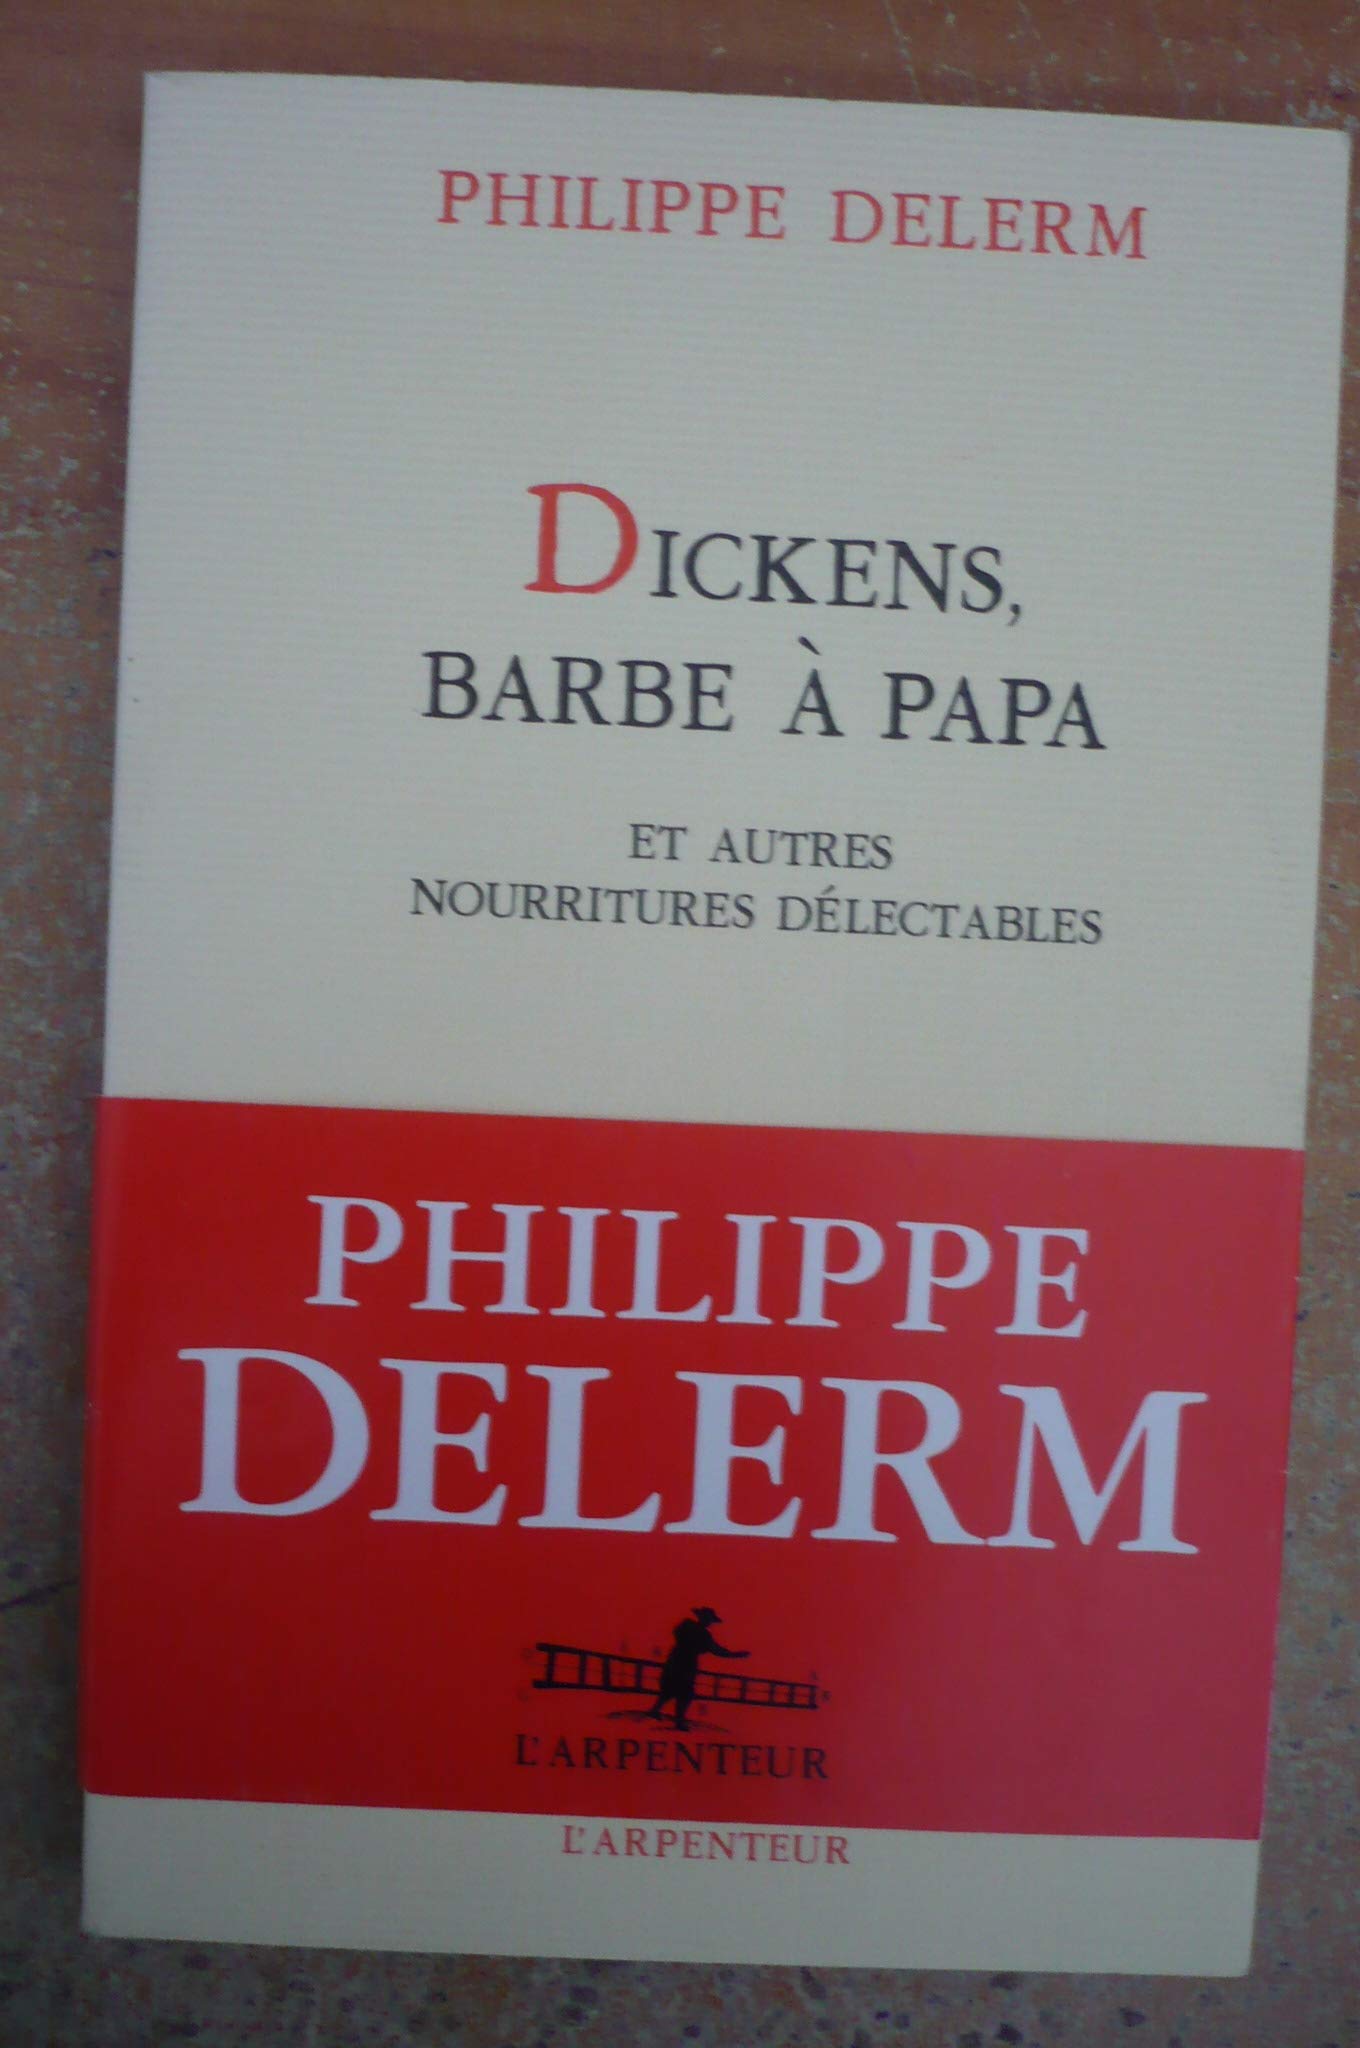 PHILIPPE DELERM
DICKENS,
BARBE À PAPA
ET AUTRES
NOURRITURES DÉLECTABLES
PHILIPPE
DELERM
L'ARPENTEUR
L'ARPENTEUR